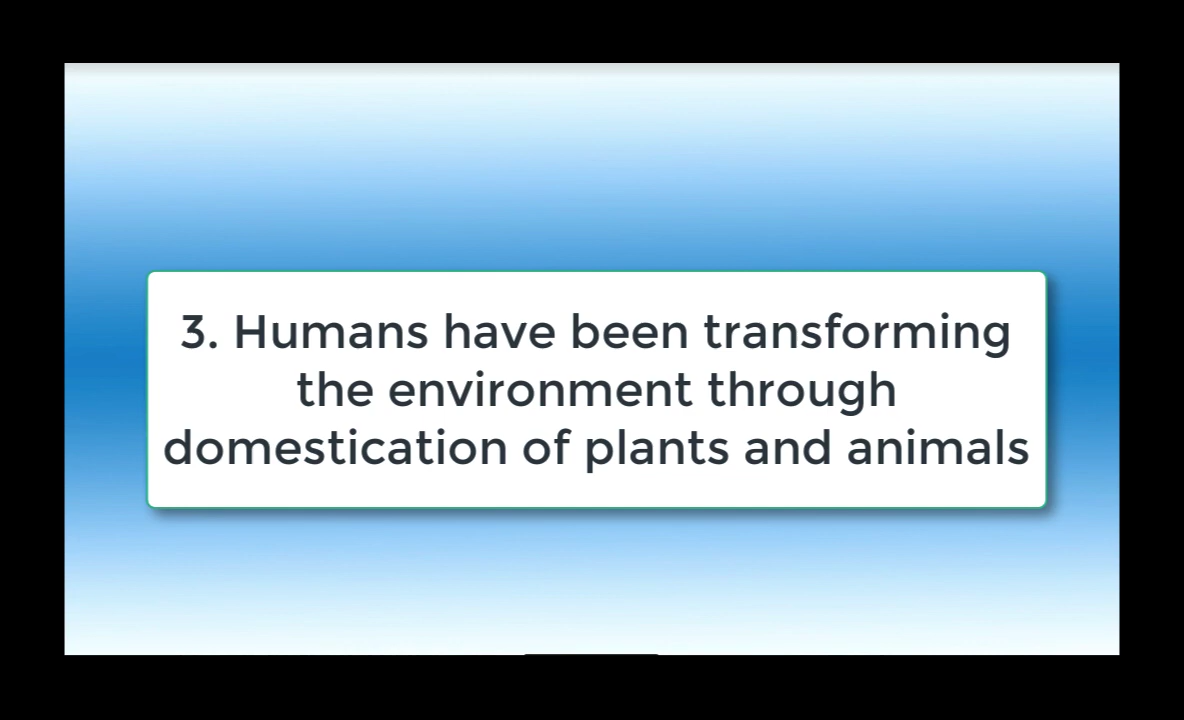 3. Humans have been transforming
the environment through
domestication of plants and animals